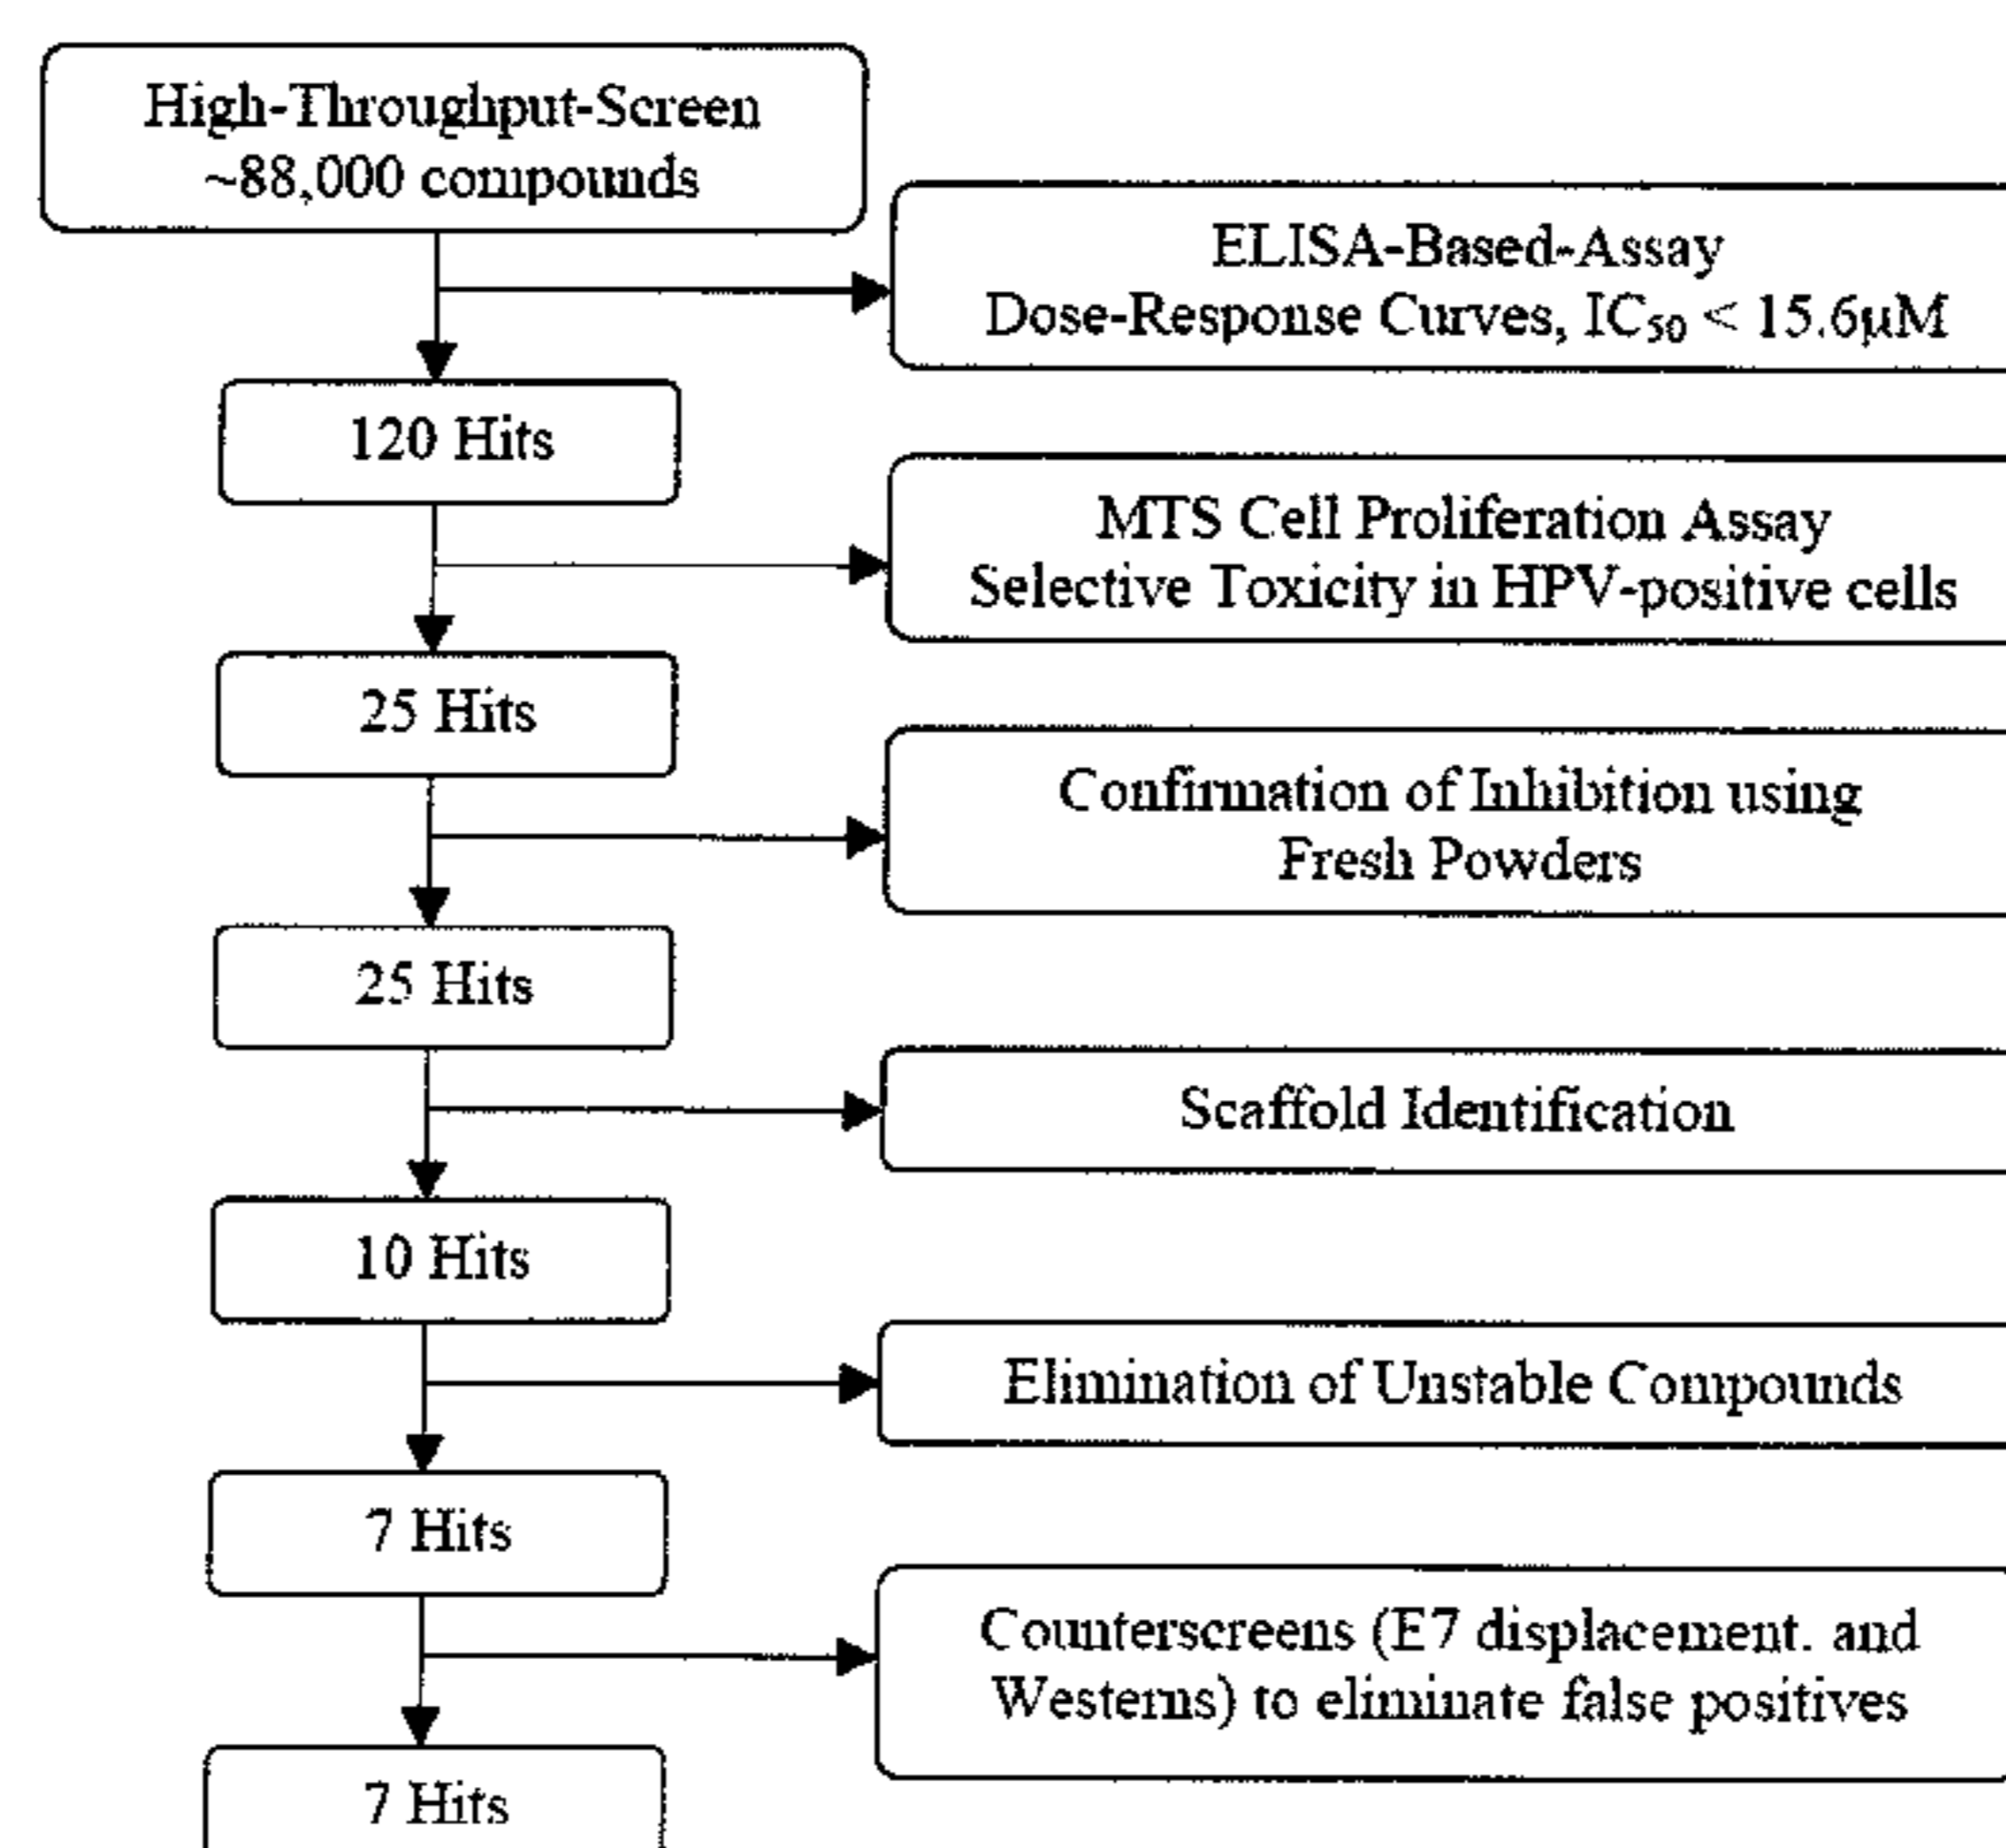 High-Throughput-Screen
~88,000 compounds
ELISA-Based-Assay
Dose-Response Curves, IC₅₀ < 15.6μM
120 Hits
MTS Cell Proliferation Assay
Selective Toxicity in HPV-positive cells
25 Hits
Confirmation of Inhibition using
Fresh Powders
25 Hits
Scaffold Identification
10 Hits
Elimination of Unstable Compounds
7 Hits
Counterscreens (E7 displacement. and
Westerns) to eliminate false positives
7 Hits